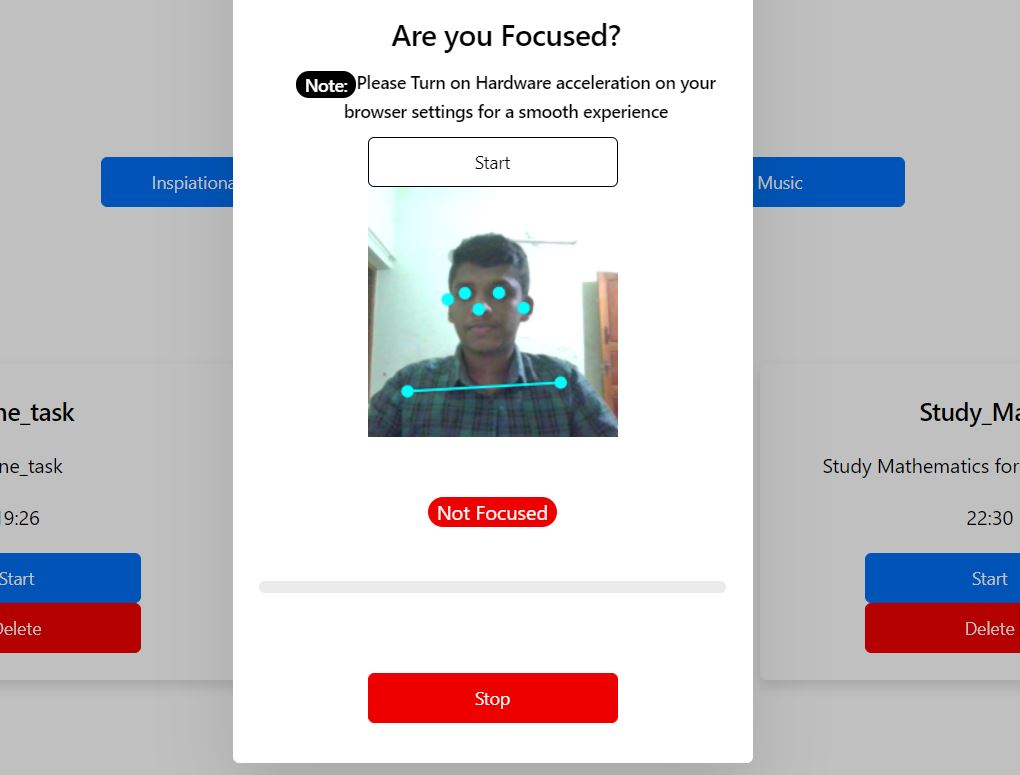 Are you Focused?
Note: Please Turn on Hardware acceleration on your
browser settings for a smooth experience
Start
Inspiationa
Music
Not Focused
Stop
ne_task
ne_task
19:26
Start
Delete
Study_Ma
Study Mathematics for
22:30
Start
Delete